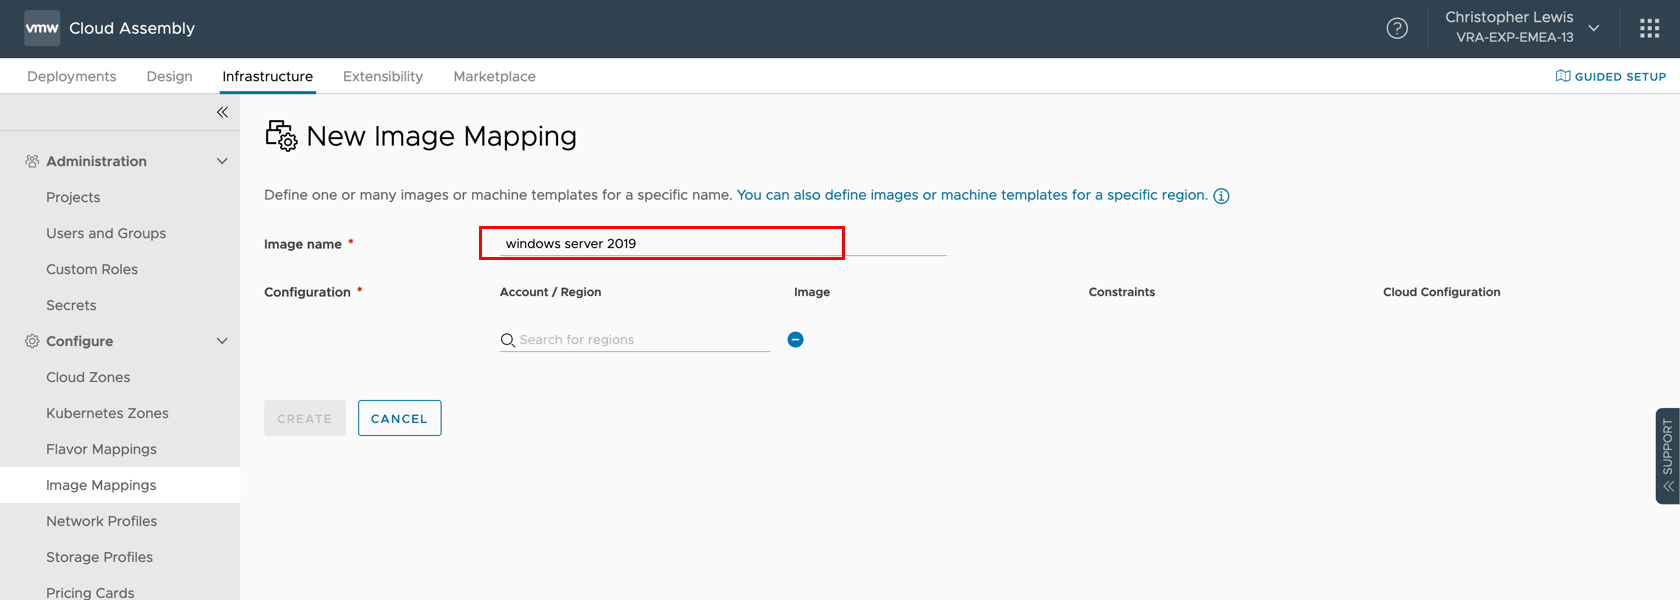 vmw Cloud Assembly
Christopher Lewis
VRA-EXP-EMEA-13
Deployments Design Infrastructure Extensibility Marketplace
GUIDED SETUP
Administration
Projects
Users and Groups
Custom Roles
Secrets
Configure
Cloud Zones
Kubernetes Zones
Flavor Mappings
Image Mappings
Network Profiles
Storage Profiles
Pricing Cards
New Image Mapping
Define one or many images or machine templates for a specific name. You can also define images or machine templates for a specific region.
Image name * windows server 2019
Configuration * Account / Region Image Constraints Cloud Configuration
Search for regions
CREATE CANCEL
SUPPORT